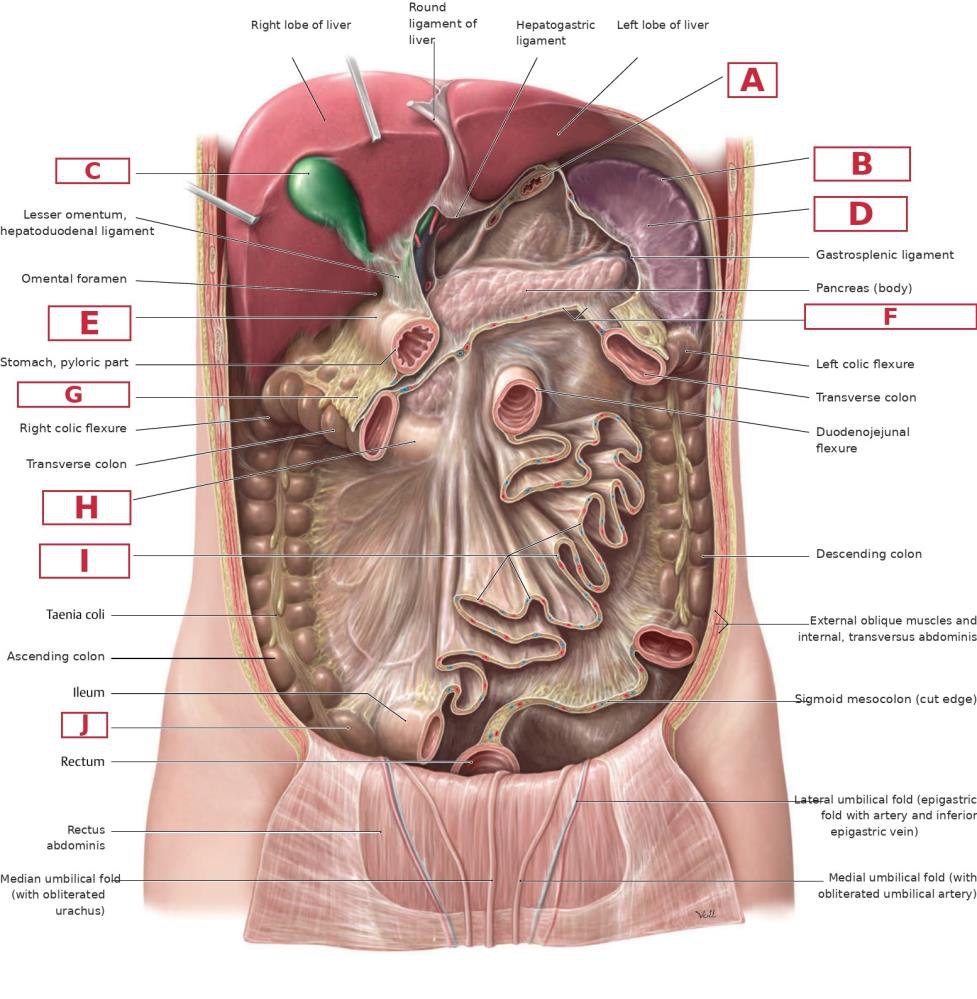 Right lobe of liver
Round
ligament of
liver
Hepatogastric
ligament
Left lobe of liver
A
C
B
D
Lesser omentum,
hepatoduodenal ligament
Gastrosplenic ligament
Omental foramen
Pancreas (body)
E
F
Stomach, pyloric part
Left colic flexure
G
Transverse colon
Right colic flexure
Duodenojejunal
flexure
Transverse colon
H
I
Descending colon
Taenia coli
External oblique muscles and
internal, transversus abdominis
Ascending colon
Ileum
Sigmoid mesocolon (cut edge)
J
Rectum
Lateral umbilical fold (epigastric
fold with artery and inferior
epigastric vein)
Rectus
abdominis
Median umbilical fold
(with obliterated
urachus)
Medial umbilical fold (with
obliterated umbilical artery)